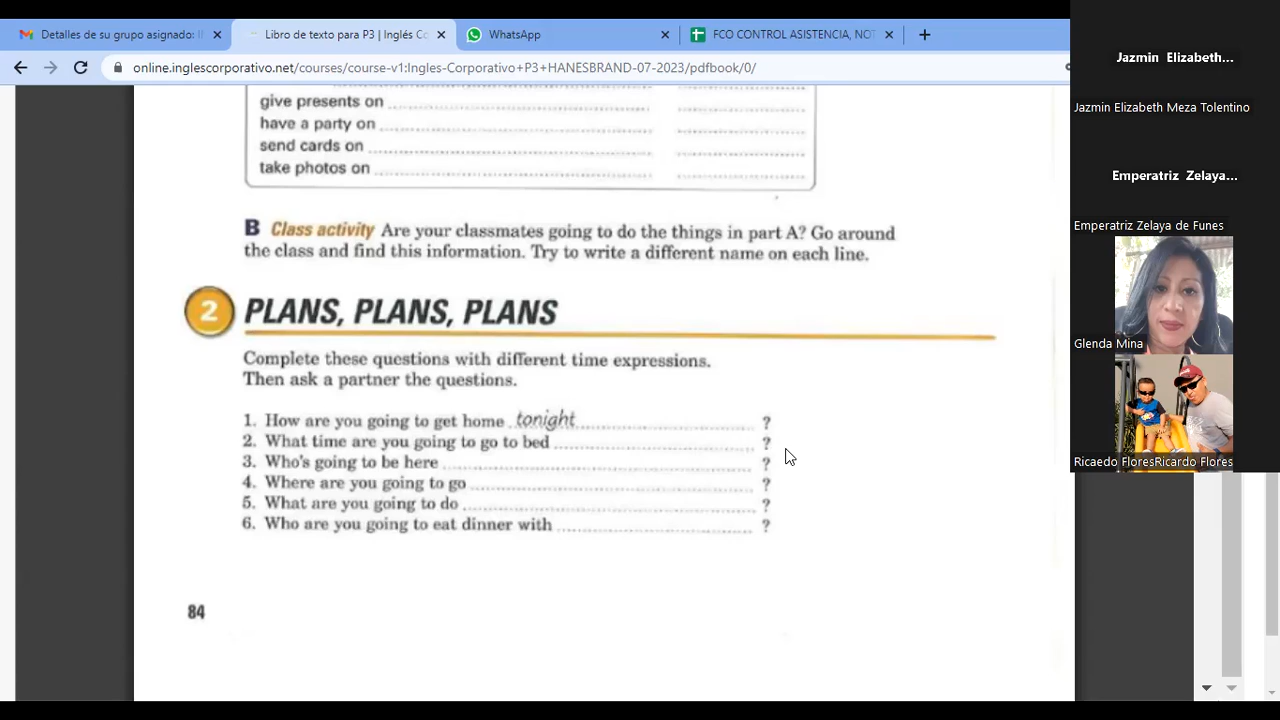 Detalles de su grupo asignado: I
Libro de texto para P3 | Inglés Co
WhatsApp
FCO CONTROL ASISTENCIA, NOT
online.inglescorporativo.net/courses/course-v1:Ingles-Corporativo+P3+HANESBRAND-07-2023/pdfbook/0/
give presents on
have a party on
send cards on
take photos on
B Class activity Are your classmates going to do the things in part A? Go around
the class and find this information. Try to write a different name on each line.
2 PLANS, PLANS, PLANS
Complete these questions with different time expressions.
Then ask a partner the questions.
1. How are you going to get home tonight ?
2. What time are you going to go to bed ?
3. Who's going to be here ?
4. Where are you going to go ?
5. What are you going to do ?
6. Who are you going to eat dinner with ?
84
Jazmin Elizabeth...
Jazmin Elizabeth Meza Tolentino
Emperatriz Zelaya...
Emperatriz Zelaya de Funes
Glenda Mina
Ricaedo FloresRicardo Flores